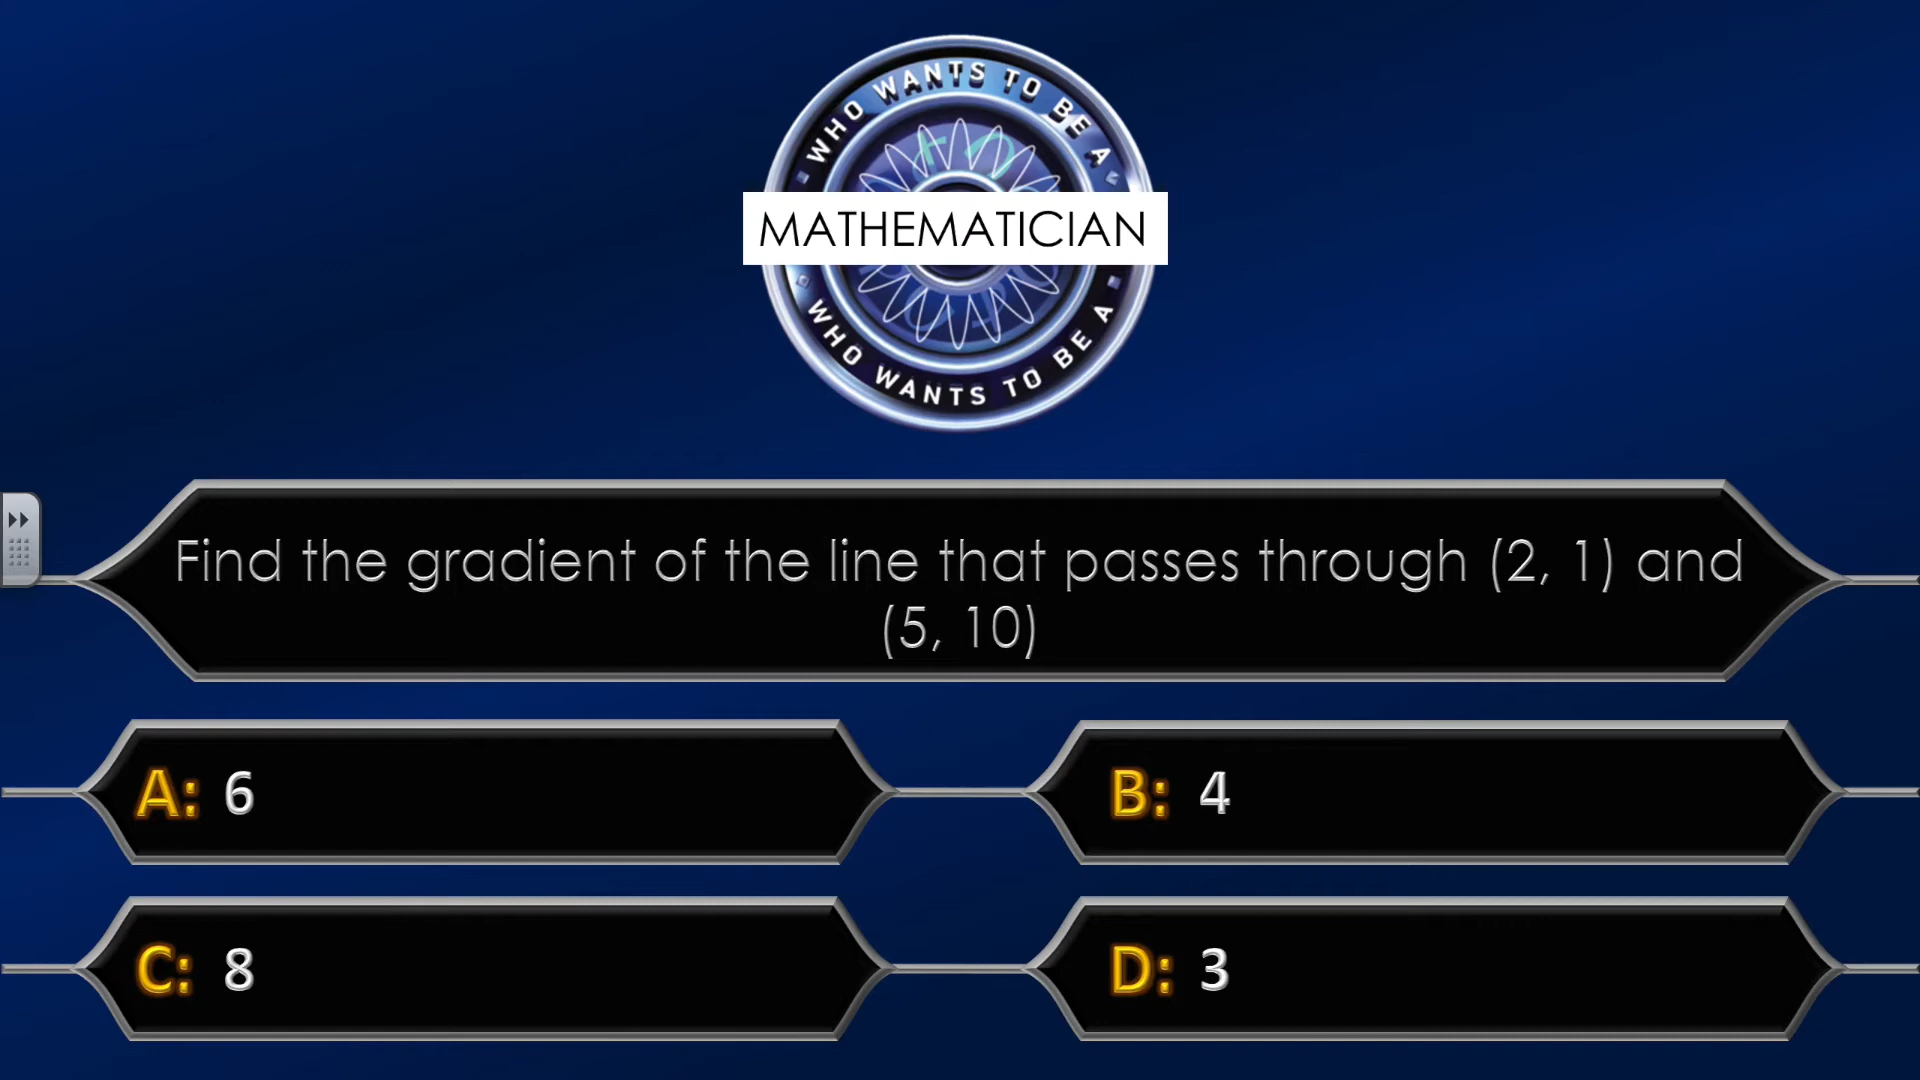 WHO WANTS TO BE A
MATHEMATICIAN
WHO WANTS TO BE A
Find the gradient of the line that passes through (2, 1) and
(5, 10)
A: 6
B: 4
C: 8
D: 3